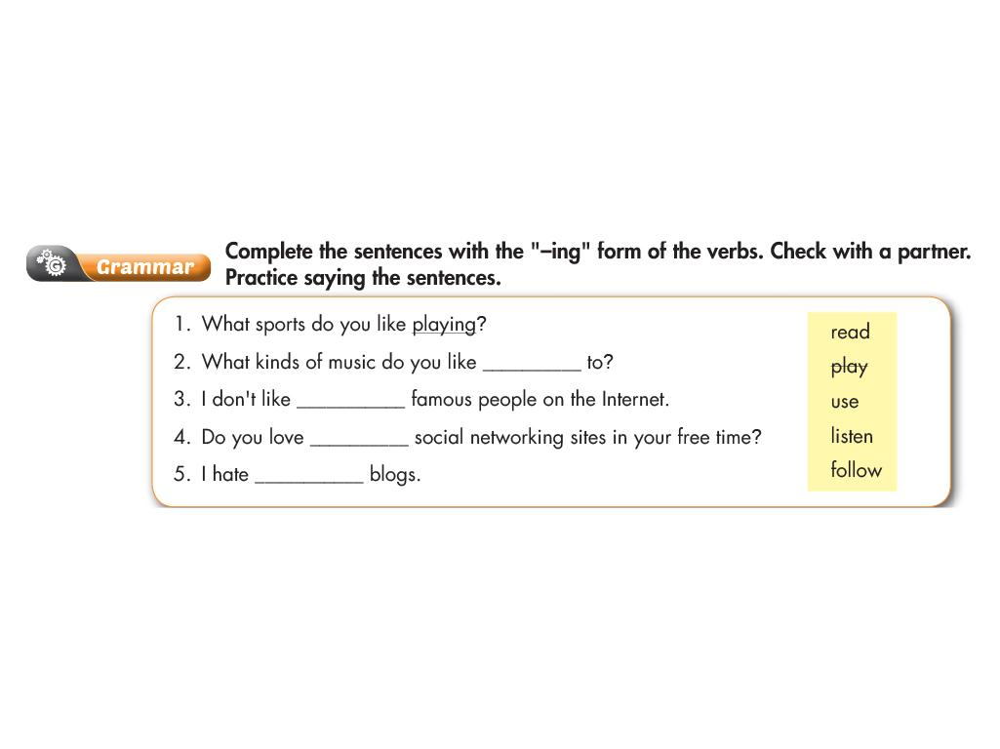 G Grammar
Complete the sentences with the "–ing" form of the verbs. Check with a partner.
Practice saying the sentences.
1. What sports do you like playing?
2. What kinds of music do you like __________ to?
3. I don't like ___________ famous people on the Internet.
4. Do you love __________ social networking sites in your free time?
5. I hate ___________ blogs.
read
play
use
listen
follow